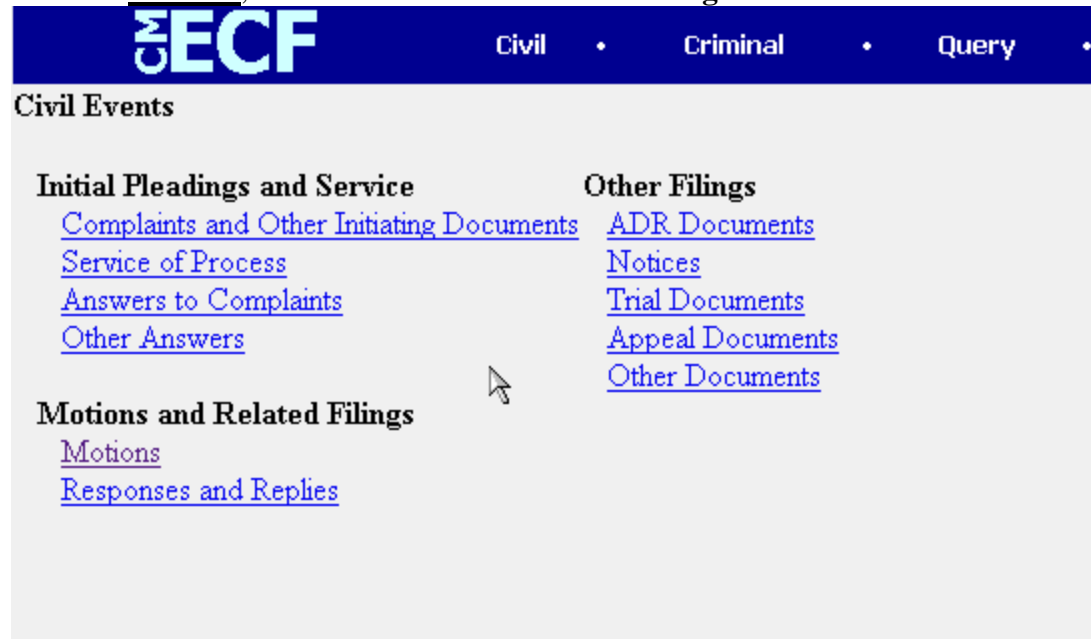 CM ECF Civil • Criminal • Query •
Civil Events
Initial Pleadings and Service
Complaints and Other Initiating Documents
Service of Process
Answers to Complaints
Other Answers
Motions and Related Filings
Motions
Responses and Replies
Other Filings
ADR Documents
Notices
Trial Documents
Appeal Documents
Other Documents